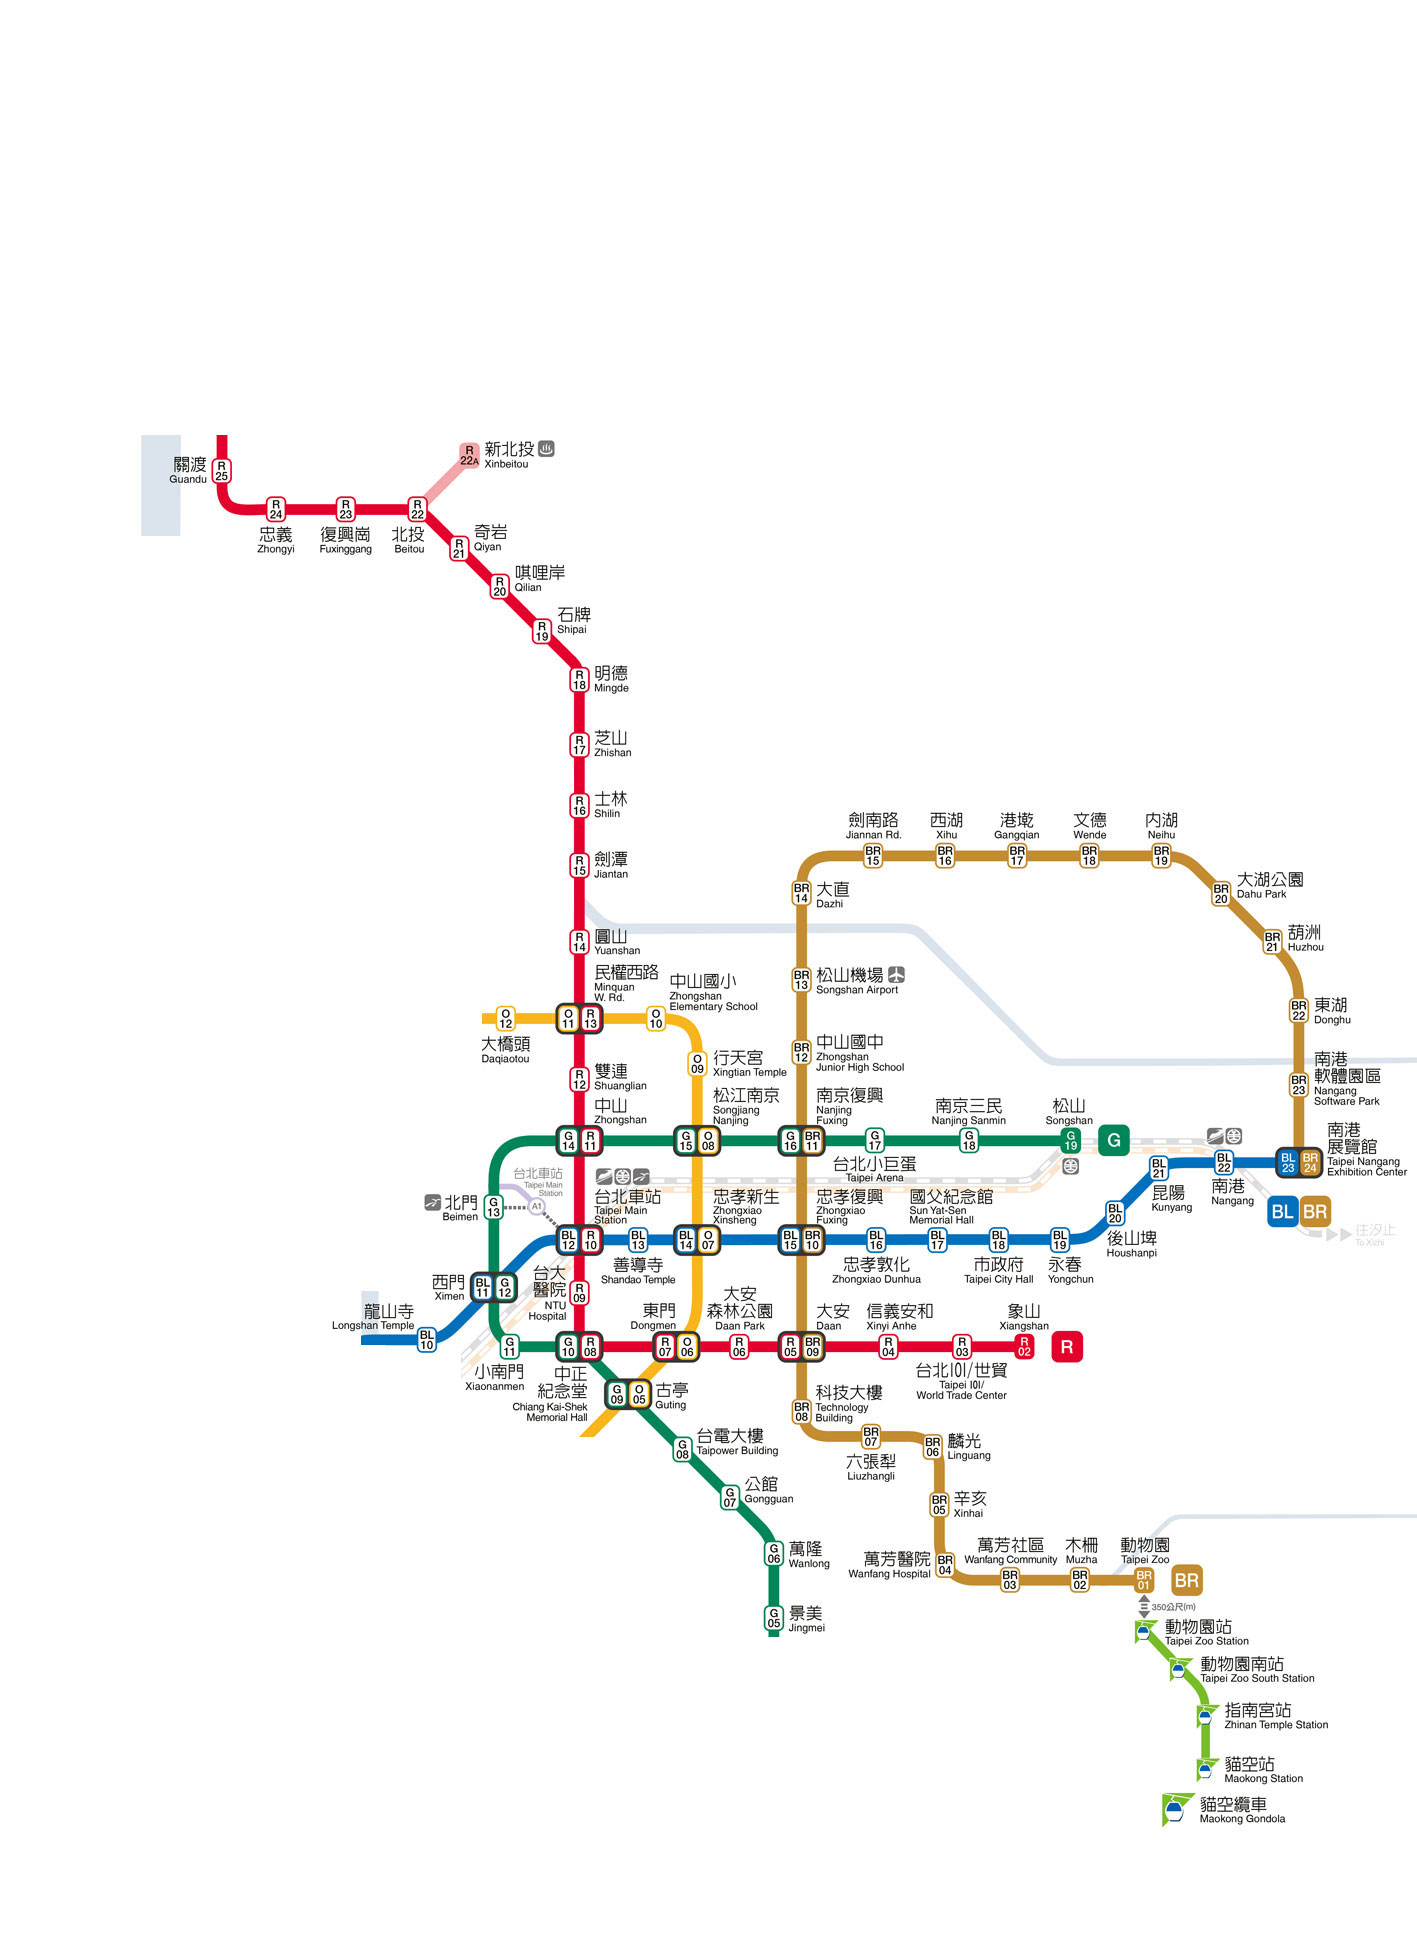 R
22A
新北投
Xinbeitou
關渡
Guandu
R
25
R
24
忠義
Zhongyi
R
23
復興崗
Fuxinggang
R
22
北投
Beitou
奇岩
Qiyan
R
21
唭哩岸
Qilian
R
20
石牌
Shipai
R
19
R
18
明德
Mingde
R
17
芝山
Zhishan
R
16
士林
Shilin
R
15
劍潭
Jiantan
R
14
圓山
Yuanshan
民權西路
Minquan
W. Rd.
O
12
大橋頭
Daqiaotou
O
11
R
13
中山國小
Zhongshan
Elementary School
O
10
O
09
行天宮
Xingtian Temple
R
12
雙連
Shuanglian
中山
Zhongshan
G
14
R
11
松江南京
Songjiang
Nanjing
G
15
O
08
劍南路
Jiannan Rd.
BR
15
西湖
Xihu
BR
16
港墘
Gangqian
BR
17
文德
Wende
BR
18
內湖
Neihu
BR
19
BR
14
大直
Dazhi
BR
20
大湖公園
Dahu Park
BR
21
葫洲
Huzhou
BR
13
松山機場
Songshan Airport
BR
22
東湖
Donghu
BR
12
中山國中
Zhongshan
Junior High School
BR
23
南港
軟體園區
Nangang
Software Park
南京復興
Nanjing
Fuxing
G
16
BR
11
G
17
台北小巨蛋
Taipei Arena
南京三民
Nanjing Sanmin
G
18
松山
Songshan
G
19
G
南港
展覽館
Taipei Nangang
Exhibition Center
BL
23
BR
24
BL
BR
往汐止
To Xizhi
BL
22
南港
Nangang
BL
21
昆陽
Kunyang
BL
20
後山埤
Houshanpi
台北車站
Taipei Main
Station
A1
北門
Beimen
G
13
台北車站
Taipei Main
Station
BL
12
R
10
BL
13
善導寺
Shandao Temple
忠孝新生
Zhongxiao
Xinsheng
BL
14
O
07
忠孝復興
Zhongxiao
Fuxing
BL
15
BR
10
BL
16
忠孝敦化
Zhongxiao Dunhua
國父紀念館
Sun Yat-Sen
Memorial Hall
BL
17
BL
18
市政府
Taipei City Hall
BL
19
永春
Yongchun
西門
Ximen
BL
11
G
12
台大
醫院
NTU
Hospital
R
09
龍山寺
Longshan Temple
BL
10
G
11
小南門
Xiaonanmen
G
10
R
08
中正
紀念堂
Chiang Kai-Shek
Memorial Hall
東門
Dongmen
R
07
O
06
大安
森林公園
Daan Park
R
06
大安
Daan
R
05
BR
09
信義安和
Xinyi Anhe
R
04
R
03
台北101/世貿
Taipei 101/
World Trade Center
象山
Xiangshan
R
02
R
G
09
O
05
古亭
Guting
G
08
台電大樓
Taipower Building
G
07
公館
Gongguan
G
06
萬隆
Wanlong
G
05
景美
Jingmei
BR
08
科技大樓
Technology
Building
BR
07
六張犁
Liuzhangli
BR
06
麟光
Linguang
BR
05
辛亥
Xinhai
萬芳醫院
Wanfang Hospital
BR
04
萬芳社區
Wanfang Community
BR
03
木柵
Muzha
BR
02
動物園
Taipei Zoo
BR
01
BR
350公尺(m)
動物園站
Taipei Zoo Station
動物園南站
Taipei Zoo South Station
指南宮站
Zhinan Temple Station
貓空站
Maokong Station
貓空纜車
Maokong Gondola